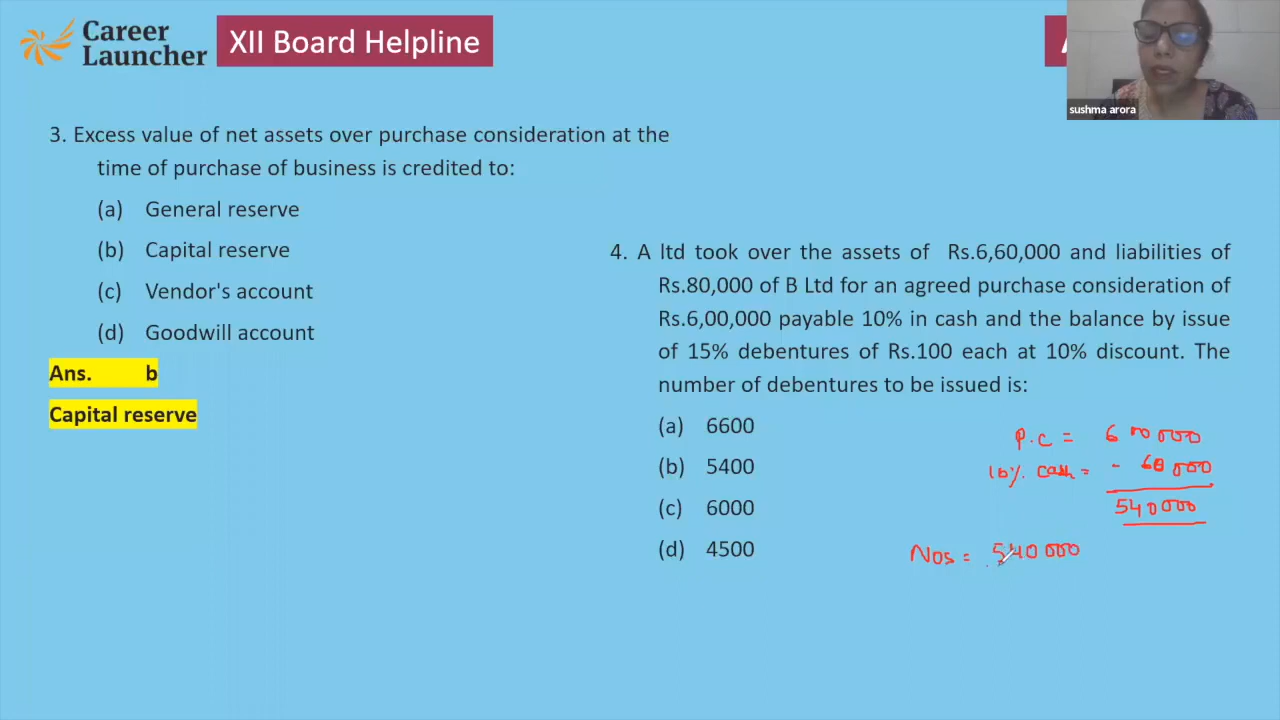 Career
Launcher
XII Board Helpline
sushma arora
3. Excess value of net assets over purchase consideration at the
time of purchase of business is credited to:
(a) General reserve
(b) Capital reserve
(c) Vendor's account
(d) Goodwill account
Ans. b
Capital reserve
4. A ltd took over the assets of Rs.6,60,000 and liabilities of
Rs.80,000 of B Ltd for an agreed purchase consideration of
Rs.6,00,000 payable 10% in cash and the balance by issue
of 15% debentures of Rs.100 each at 10% discount. The
number of debentures to be issued is:
(a) 6600
(b) 5400
(c) 6000
(d) 4500
P.C = 600000
10% cash = - 60000
540000
Nos = 540000